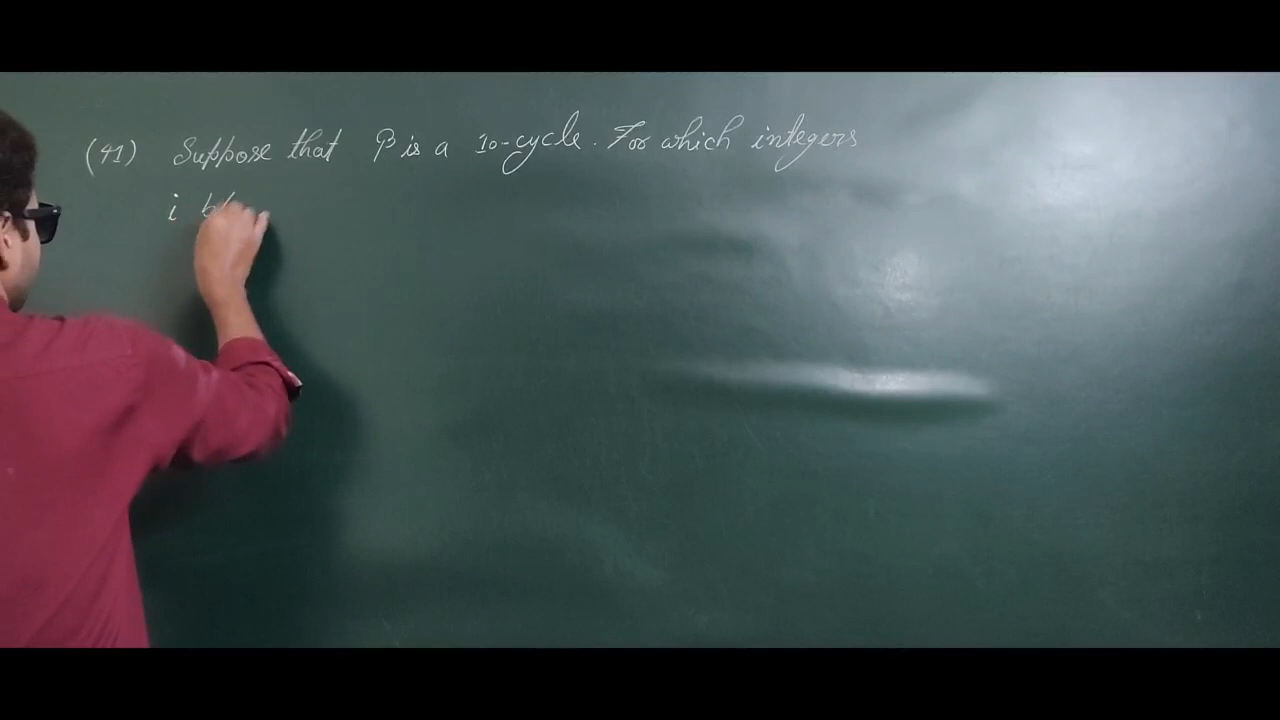 (41) Suppose that β is a 10-cycle. For which integers
i